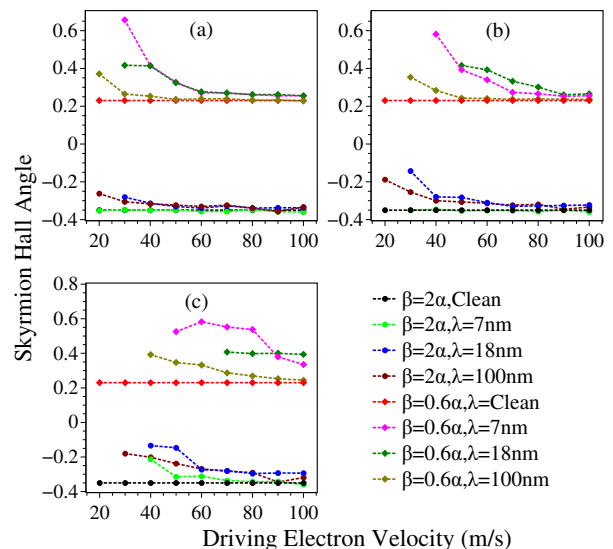 Skyrmion Hall Angle
(a)
0.6
0.4
0.2
0
−0.2
−0.4
20 40 60 80 100
(b)
0.6
0.4
0.2
0
−0.2
−0.4
20 40 60 80 100
(c)
0.8
0.6
0.4
0.2
0
−0.2
−0.4
20 40 60 80 100
β=2α,Clean
β=2α,λ=7nm
β=2α,λ=18nm
β=2α,λ=100nm
β=0.6α,λ=Clean
β=0.6α,λ=7nm
β=0.6α,λ=18nm
β=0.6α,λ=100nm
Driving Electron Velocity (m/s)